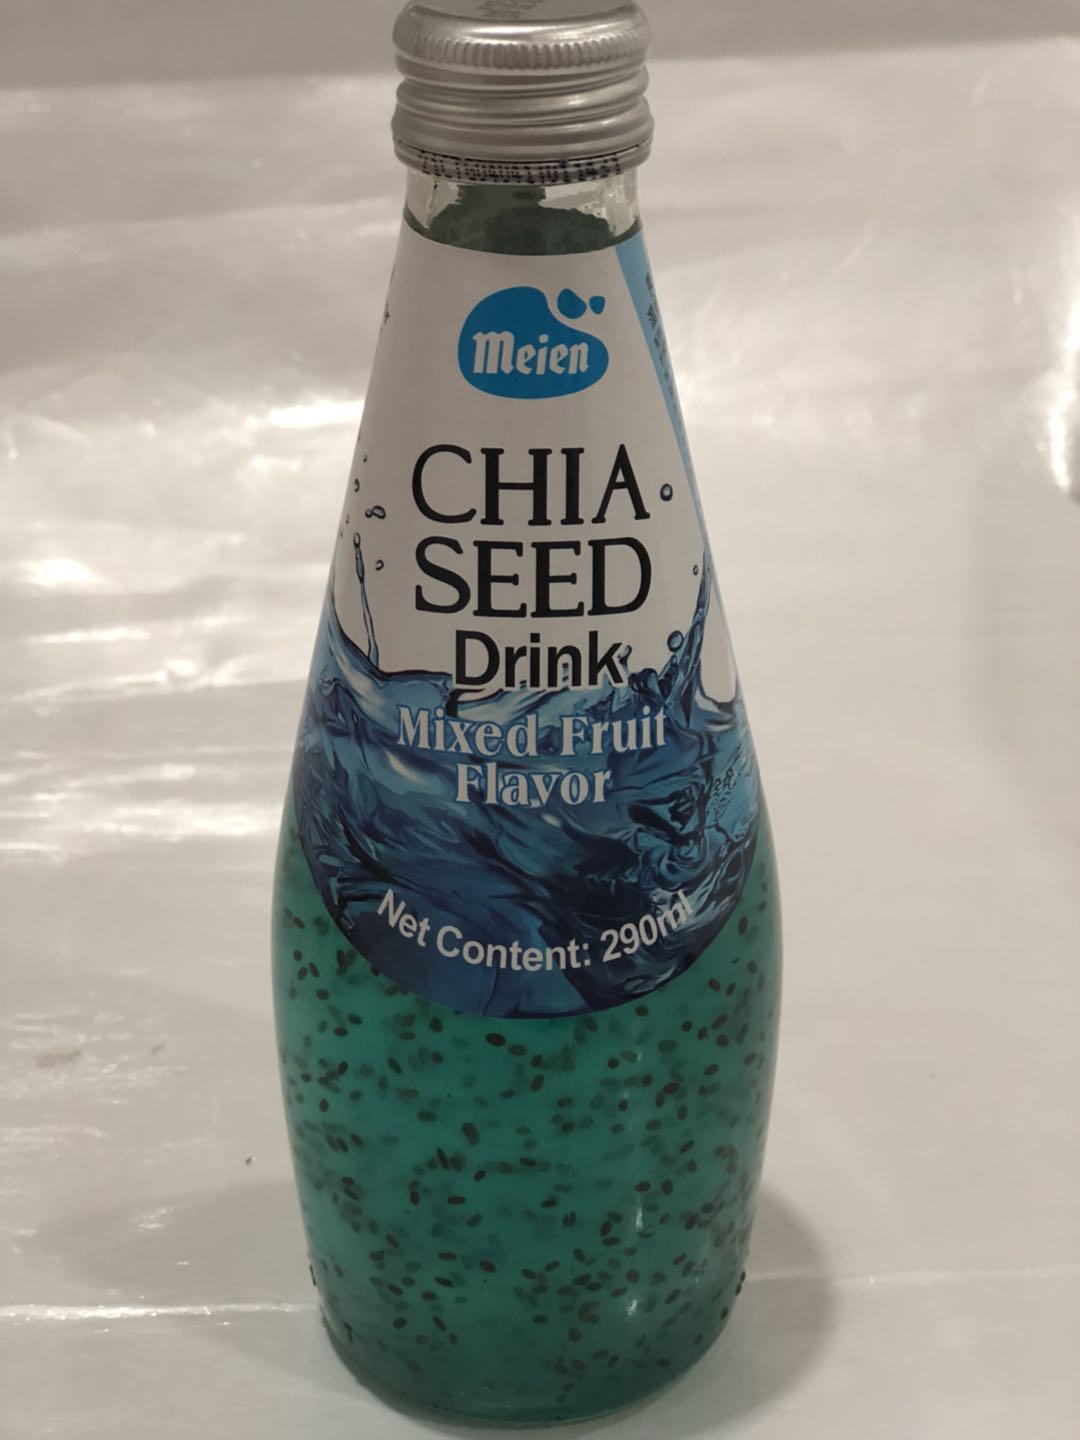 Meien
CHIA
SEED
Drink
Mixed Fruit
Flavor
Net Content: 290ml